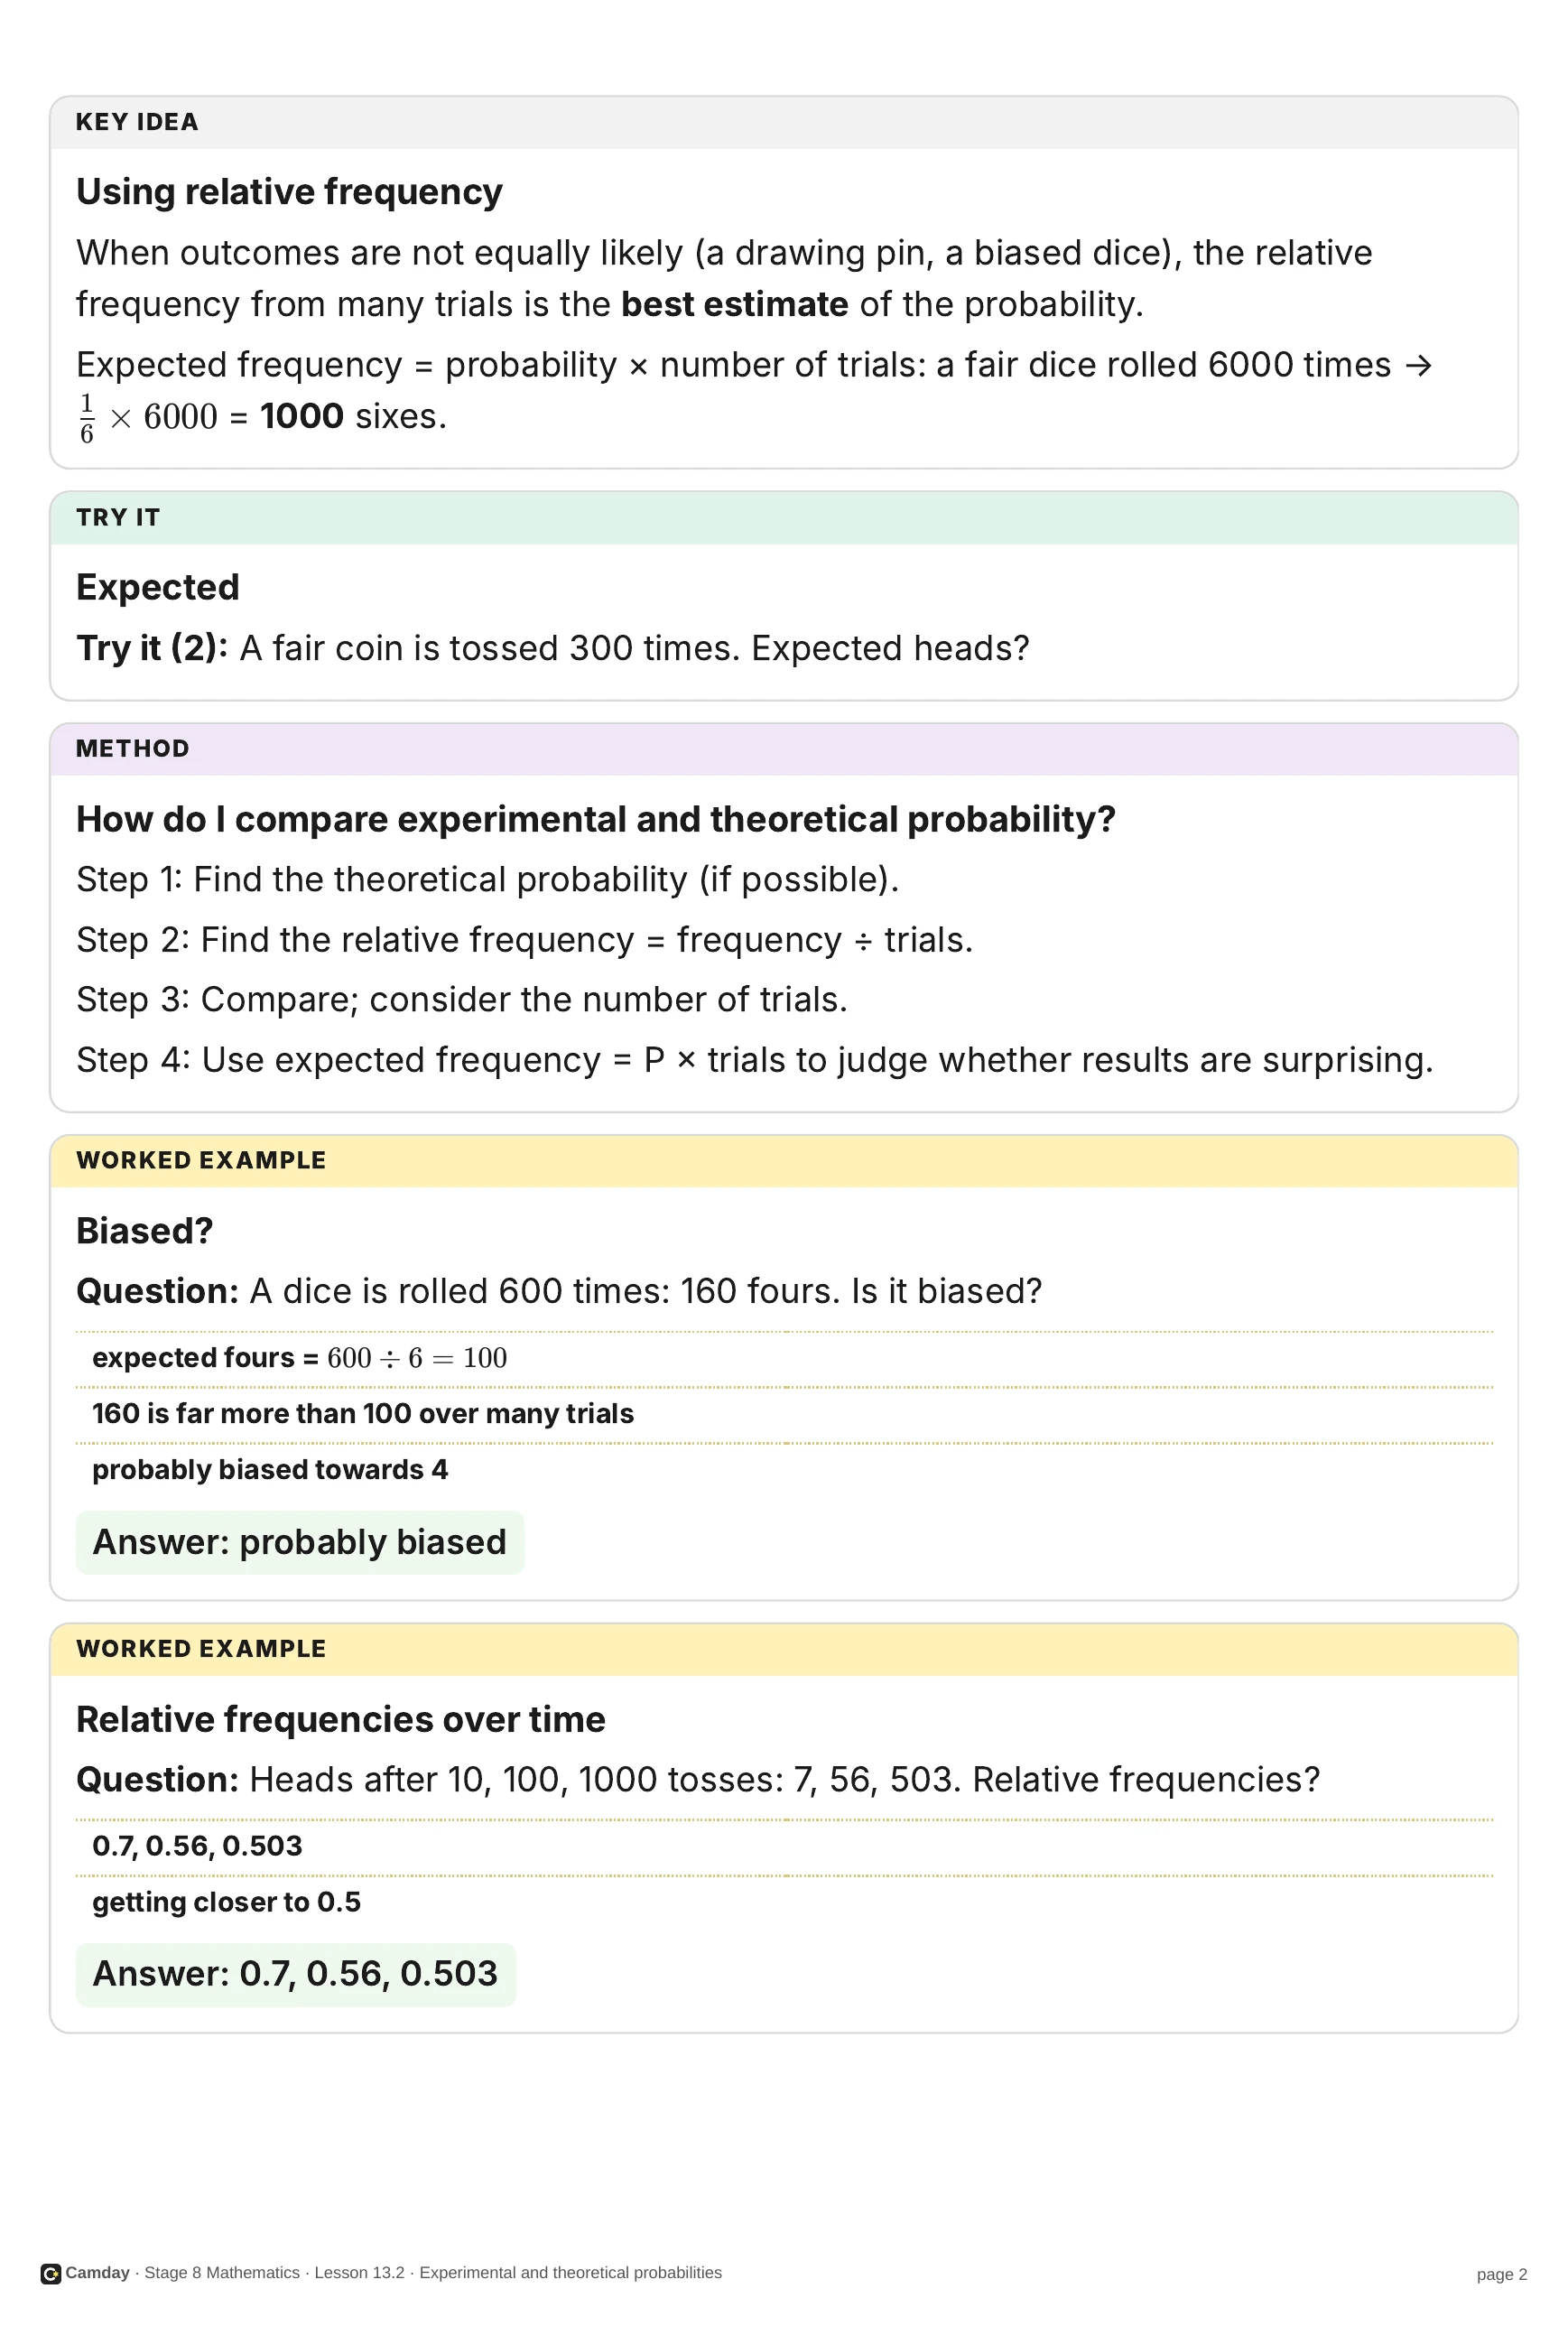 KEY IDEA
Using relative frequency
When outcomes are not equally likely (a drawing pin, a biased dice), the relative
frequency from many trials is the best estimate of the probability.
Expected frequency = probability × number of trials: a fair dice rolled 6000 times →
1/6 × 6000 = 1000 sixes.
TRY IT
Expected
Try it (2): A fair coin is tossed 300 times. Expected heads?
METHOD
How do I compare experimental and theoretical probability?
Step 1: Find the theoretical probability (if possible).
Step 2: Find the relative frequency = frequency ÷ trials.
Step 3: Compare; consider the number of trials.
Step 4: Use expected frequency = P × trials to judge whether results are surprising.
WORKED EXAMPLE
Biased?
Question: A dice is rolled 600 times: 160 fours. Is it biased?
expected fours = 600 ÷ 6 = 100
160 is far more than 100 over many trials
probably biased towards 4
Answer: probably biased
WORKED EXAMPLE
Relative frequencies over time
Question: Heads after 10, 100, 1000 tosses: 7, 56, 503. Relative frequencies?
0.7, 0.56, 0.503
getting closer to 0.5
Answer: 0.7, 0.56, 0.503
Camday · Stage 8 Mathematics · Lesson 13.2 · Experimental and theoretical probabilities
page 2